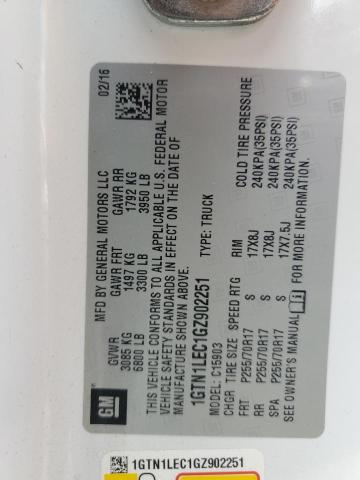 GM
MFD BY GENERAL MOTORS LLC 02/16
GVWR GAWR FRT GAWR RR
3085 KG 1497 KG 1792 KG
6800 LB 3300 LB 3950 LB
THIS VEHICLE CONFORMS TO ALL APPLICABLE U.S. FEDERAL MOTOR
VEHICLE SAFETY STANDARDS IN EFFECT ON THE DATE OF
MANUFACTURE SHOWN ABOVE.
1GTN1LEC1GZ902251 TYPE: TRUCK
MODEL: C15903
CHGR TIRE SIZE SPEED RTG RIM COLD TIRE PRESSURE
FRT P255/70R17 S 17X8J 240KPA(35PSI)
RR P255/70R17 S 17X8J 240KPA(35PSI)
SPA P255/70R17 S 17X7.5J 240KPA(35PSI)
SEE OWNER'S MANUAL
1GTN1LEC1GZ902251